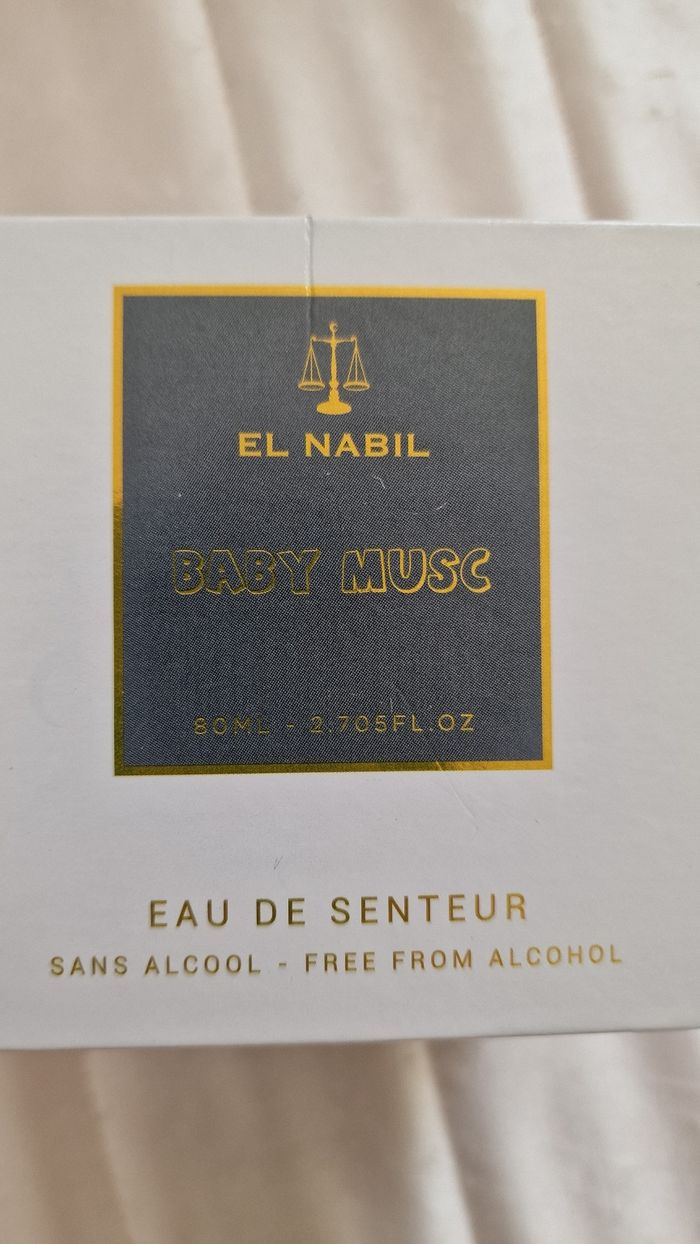 EL NABIL
BABY MUSC
80ML - 2.705FL.OZ
EAU DE SENTEUR
SANS ALCOOL - FREE FROM ALCOHOL